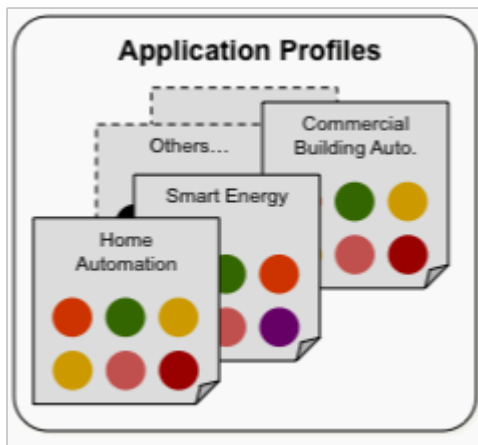 Application Profiles
Commercial
Building Auto.
Others...
Smart Energy
Home
Automation